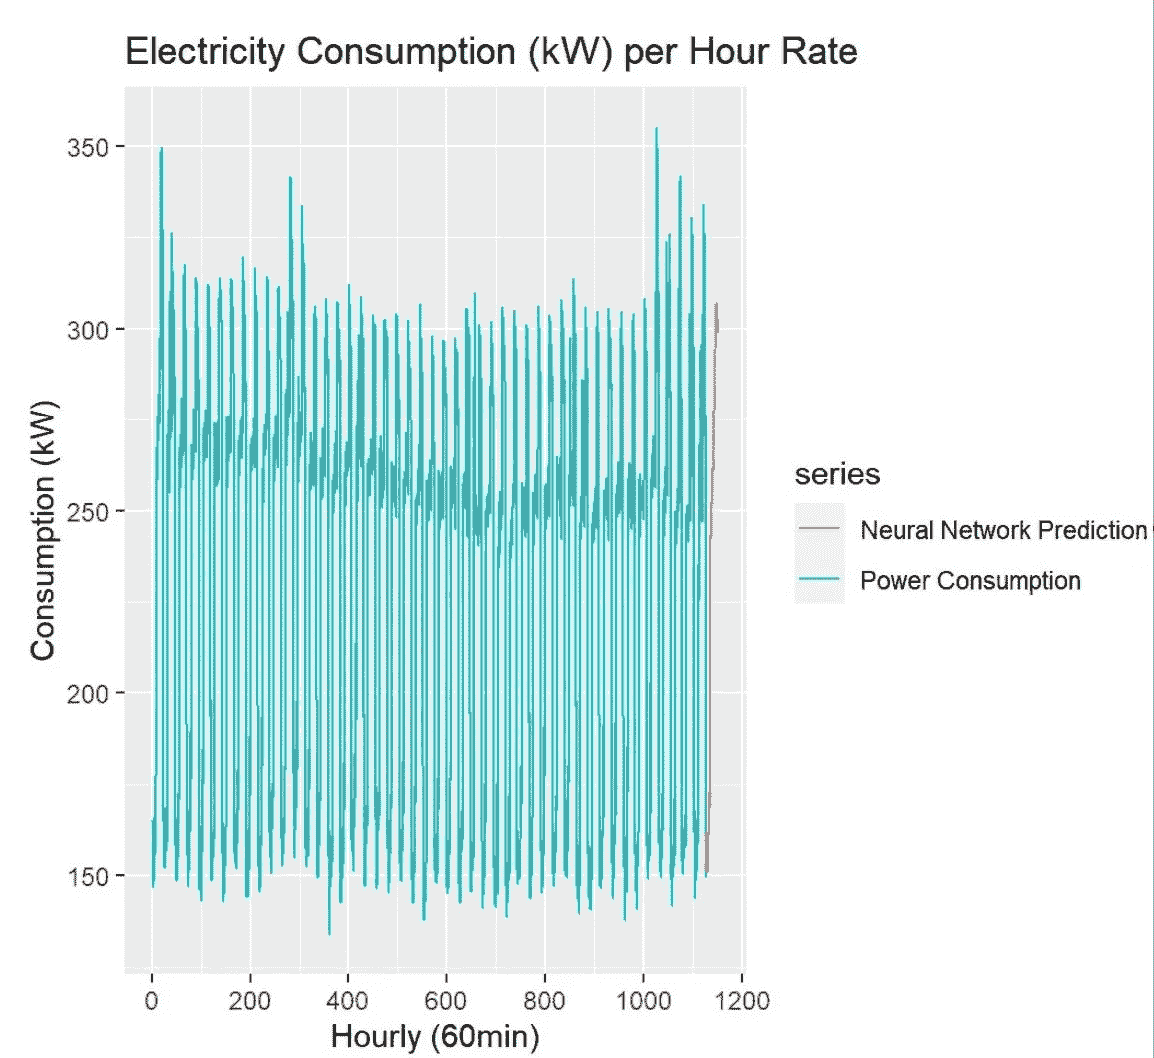 Electricity Consumption (kW) per Hour Rate
350
300
250
200
150
Consumption (kW)
0 200 400 600 800 1000 1200
Hourly (60min)
series
Neural Network Prediction
Power Consumption